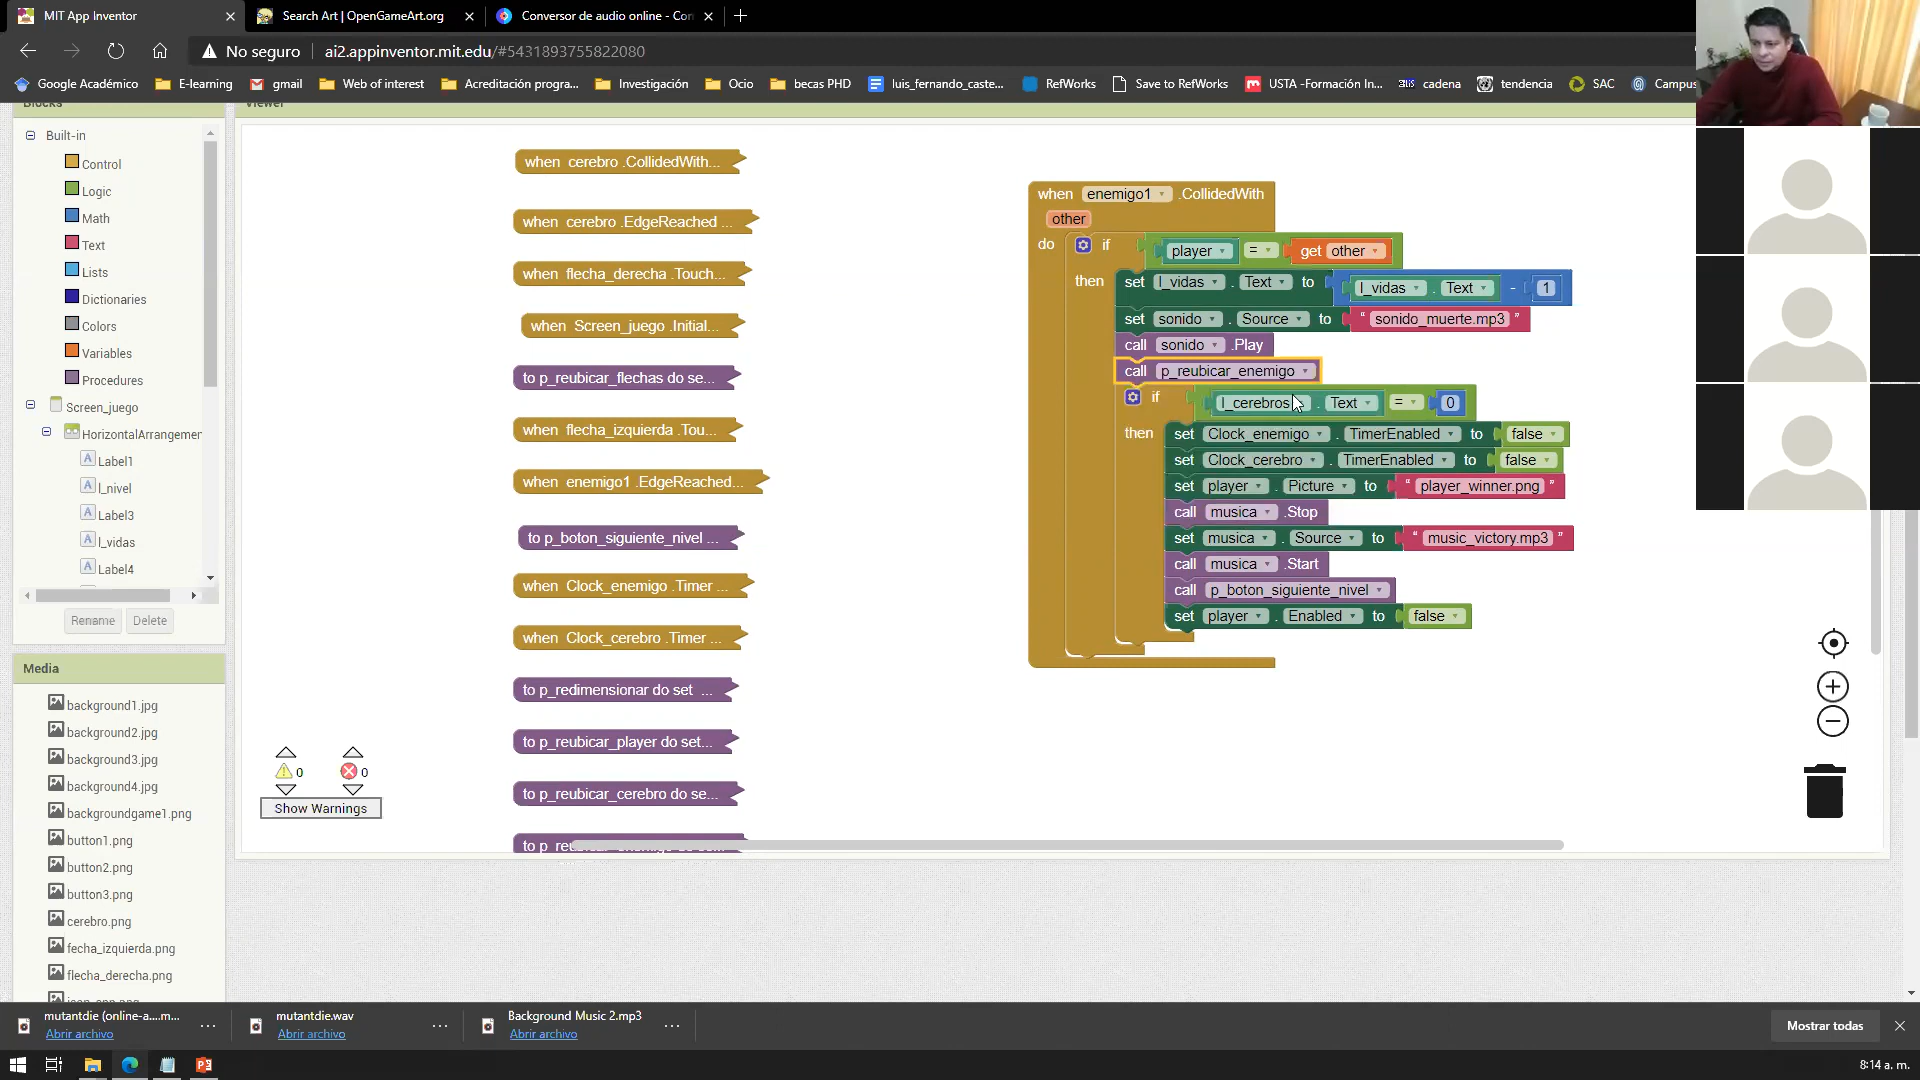 MIT App Inventor
Search Art | OpenGameArt.org
Conversor de audio online - Con
No seguro
ai2.appinventor.mit.edu/#5431893755822080
Google Académico
E-learning
gmail
Web of interest
Acreditación progra...
Investigación
Ocio
becas PHD
luis_fernando_caste...
RefWorks
Save to RefWorks
USTA -Formación In...
cadena
tendencia
SAC
Campus
Blocks
Viewer
Built-in
Control
Logic
Math
Text
Lists
Dictionaries
Colors
Variables
Procedures
Screen_juego
HorizontalArrangemen
Label1
l_nivel
Label3
l_vidas
Label4
Rename
Delete
Media
background1.jpg
background2.jpg
background3.jpg
background4.jpg
backgroundgame1.png
button1.png
button2.png
button3.png
cerebro.png
fecha_izquierda.png
flecha_derecha.png
when cerebro .CollidedWith...
when cerebro .EdgeReached ...
when flecha_derecha .Touch...
when Screen_juego .Initial...
to p_reubicar_flechas do se...
when flecha_izquierda .Tou...
when enemigo1 .EdgeReached...
to p_boton_siguiente_nivel ...
when Clock_enemigo .Timer ...
when Clock_cerebro .Timer ...
to p_redimensionar do set ...
to p_reubicar_player do set...
to p_reubicar_cerebro do se...
when enemigo1 .CollidedWith
other
do if player = get other
then set l_vidas . Text to l_vidas . Text - 1
set sonido . Source to “ sonido_muerte.mp3 ”
call sonido .Play
call p_reubicar_enemigo
if l_cerebros . Text = 0
then set Clock_enemigo . TimerEnabled to false
set Clock_cerebro . TimerEnabled to false
set player . Picture to “ player_winner.png ”
call musica .Stop
set musica . Source to “ music_victory.mp3 ”
call musica .Start
call p_boton_siguiente_nivel
set player . Enabled to false
0
0
Show Warnings
mutantdie (online-a....m...
Abrir archivo
mutantdie.wav
Abrir archivo
Background Music 2.mp3
Abrir archivo
Mostrar todas
8:14 a. m.